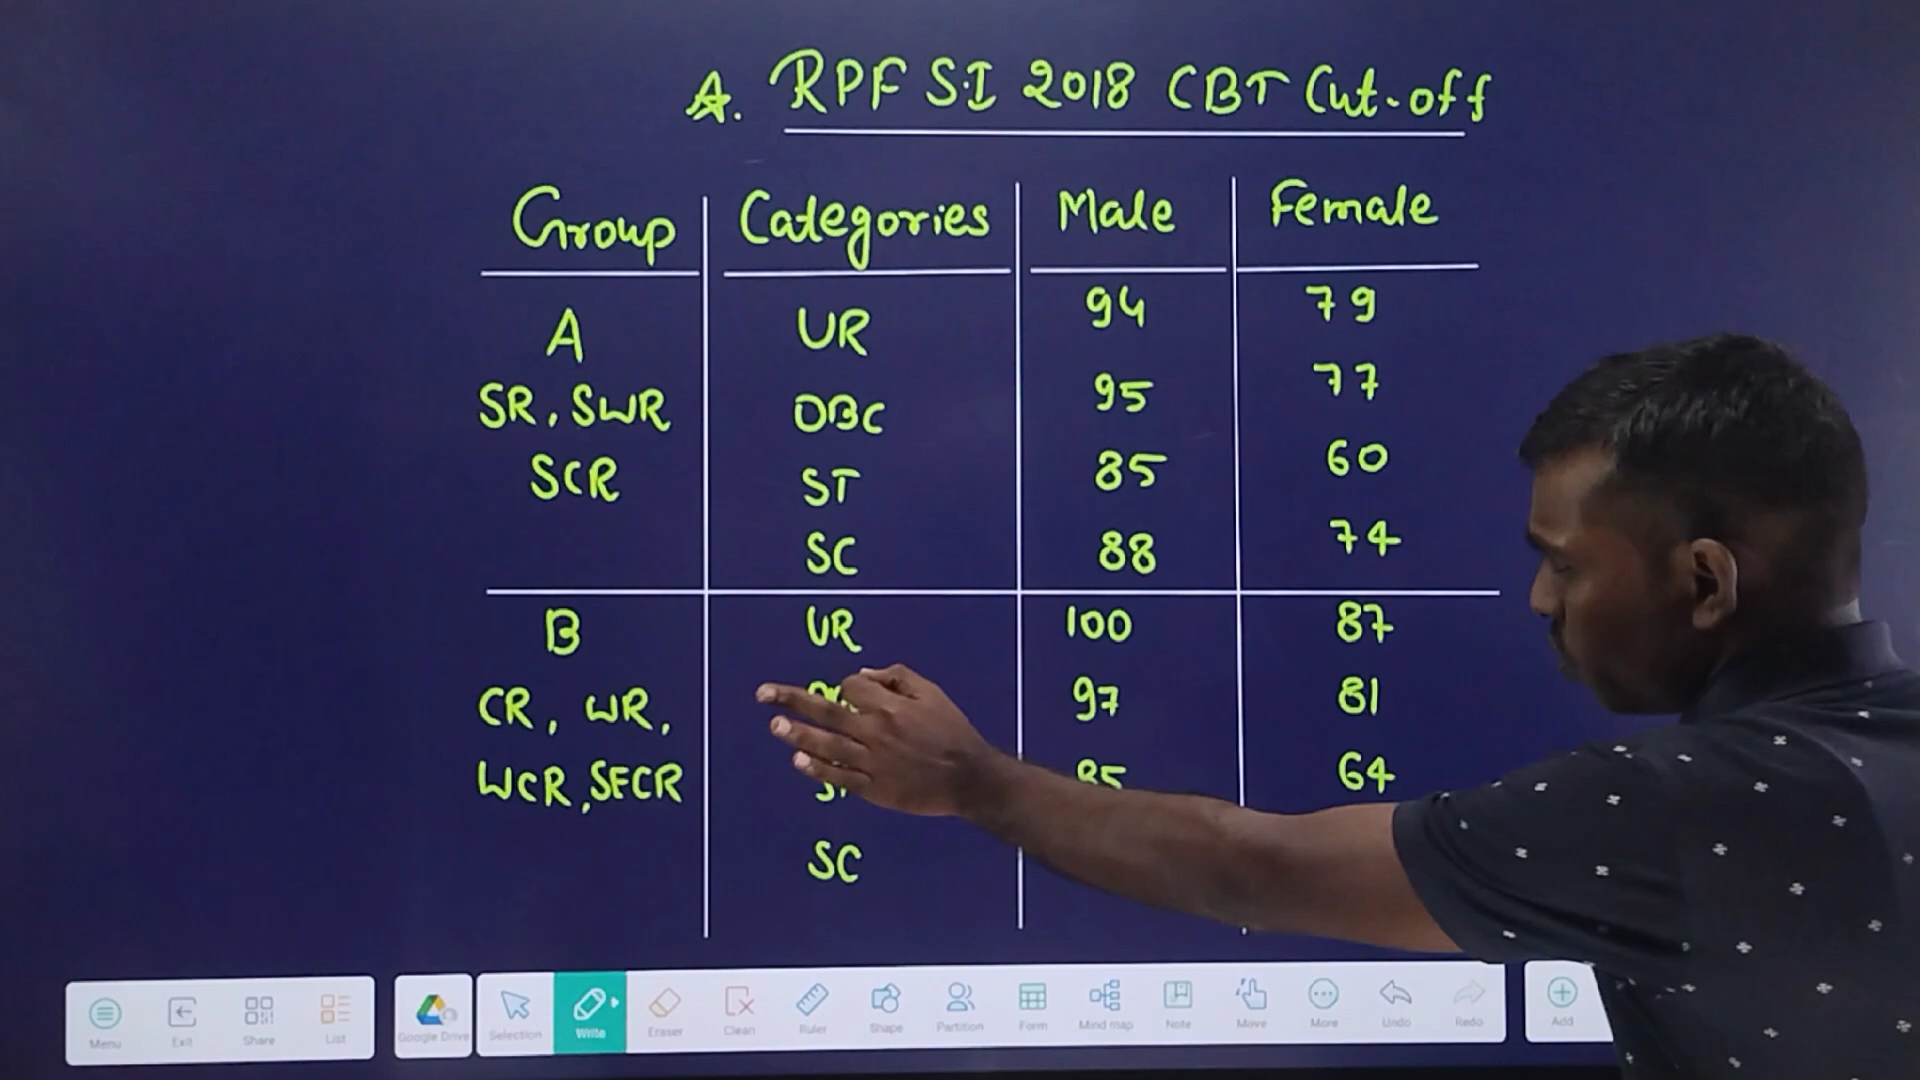 A. RPF S.I 2018 CBT Cut-off
Group Categories Male Female
A UR 94 79
SR, SWR OBC 95 77
SCR ST 85 60
SC 88 74
B UR 100 87
CR, WR, 97 81
WCR, SECR 64
SC
Menu Exit Share List Google Drive Selection Write Eraser Clean Ruler Shape Partition Form Mind map Note Move More Undo Redo Add